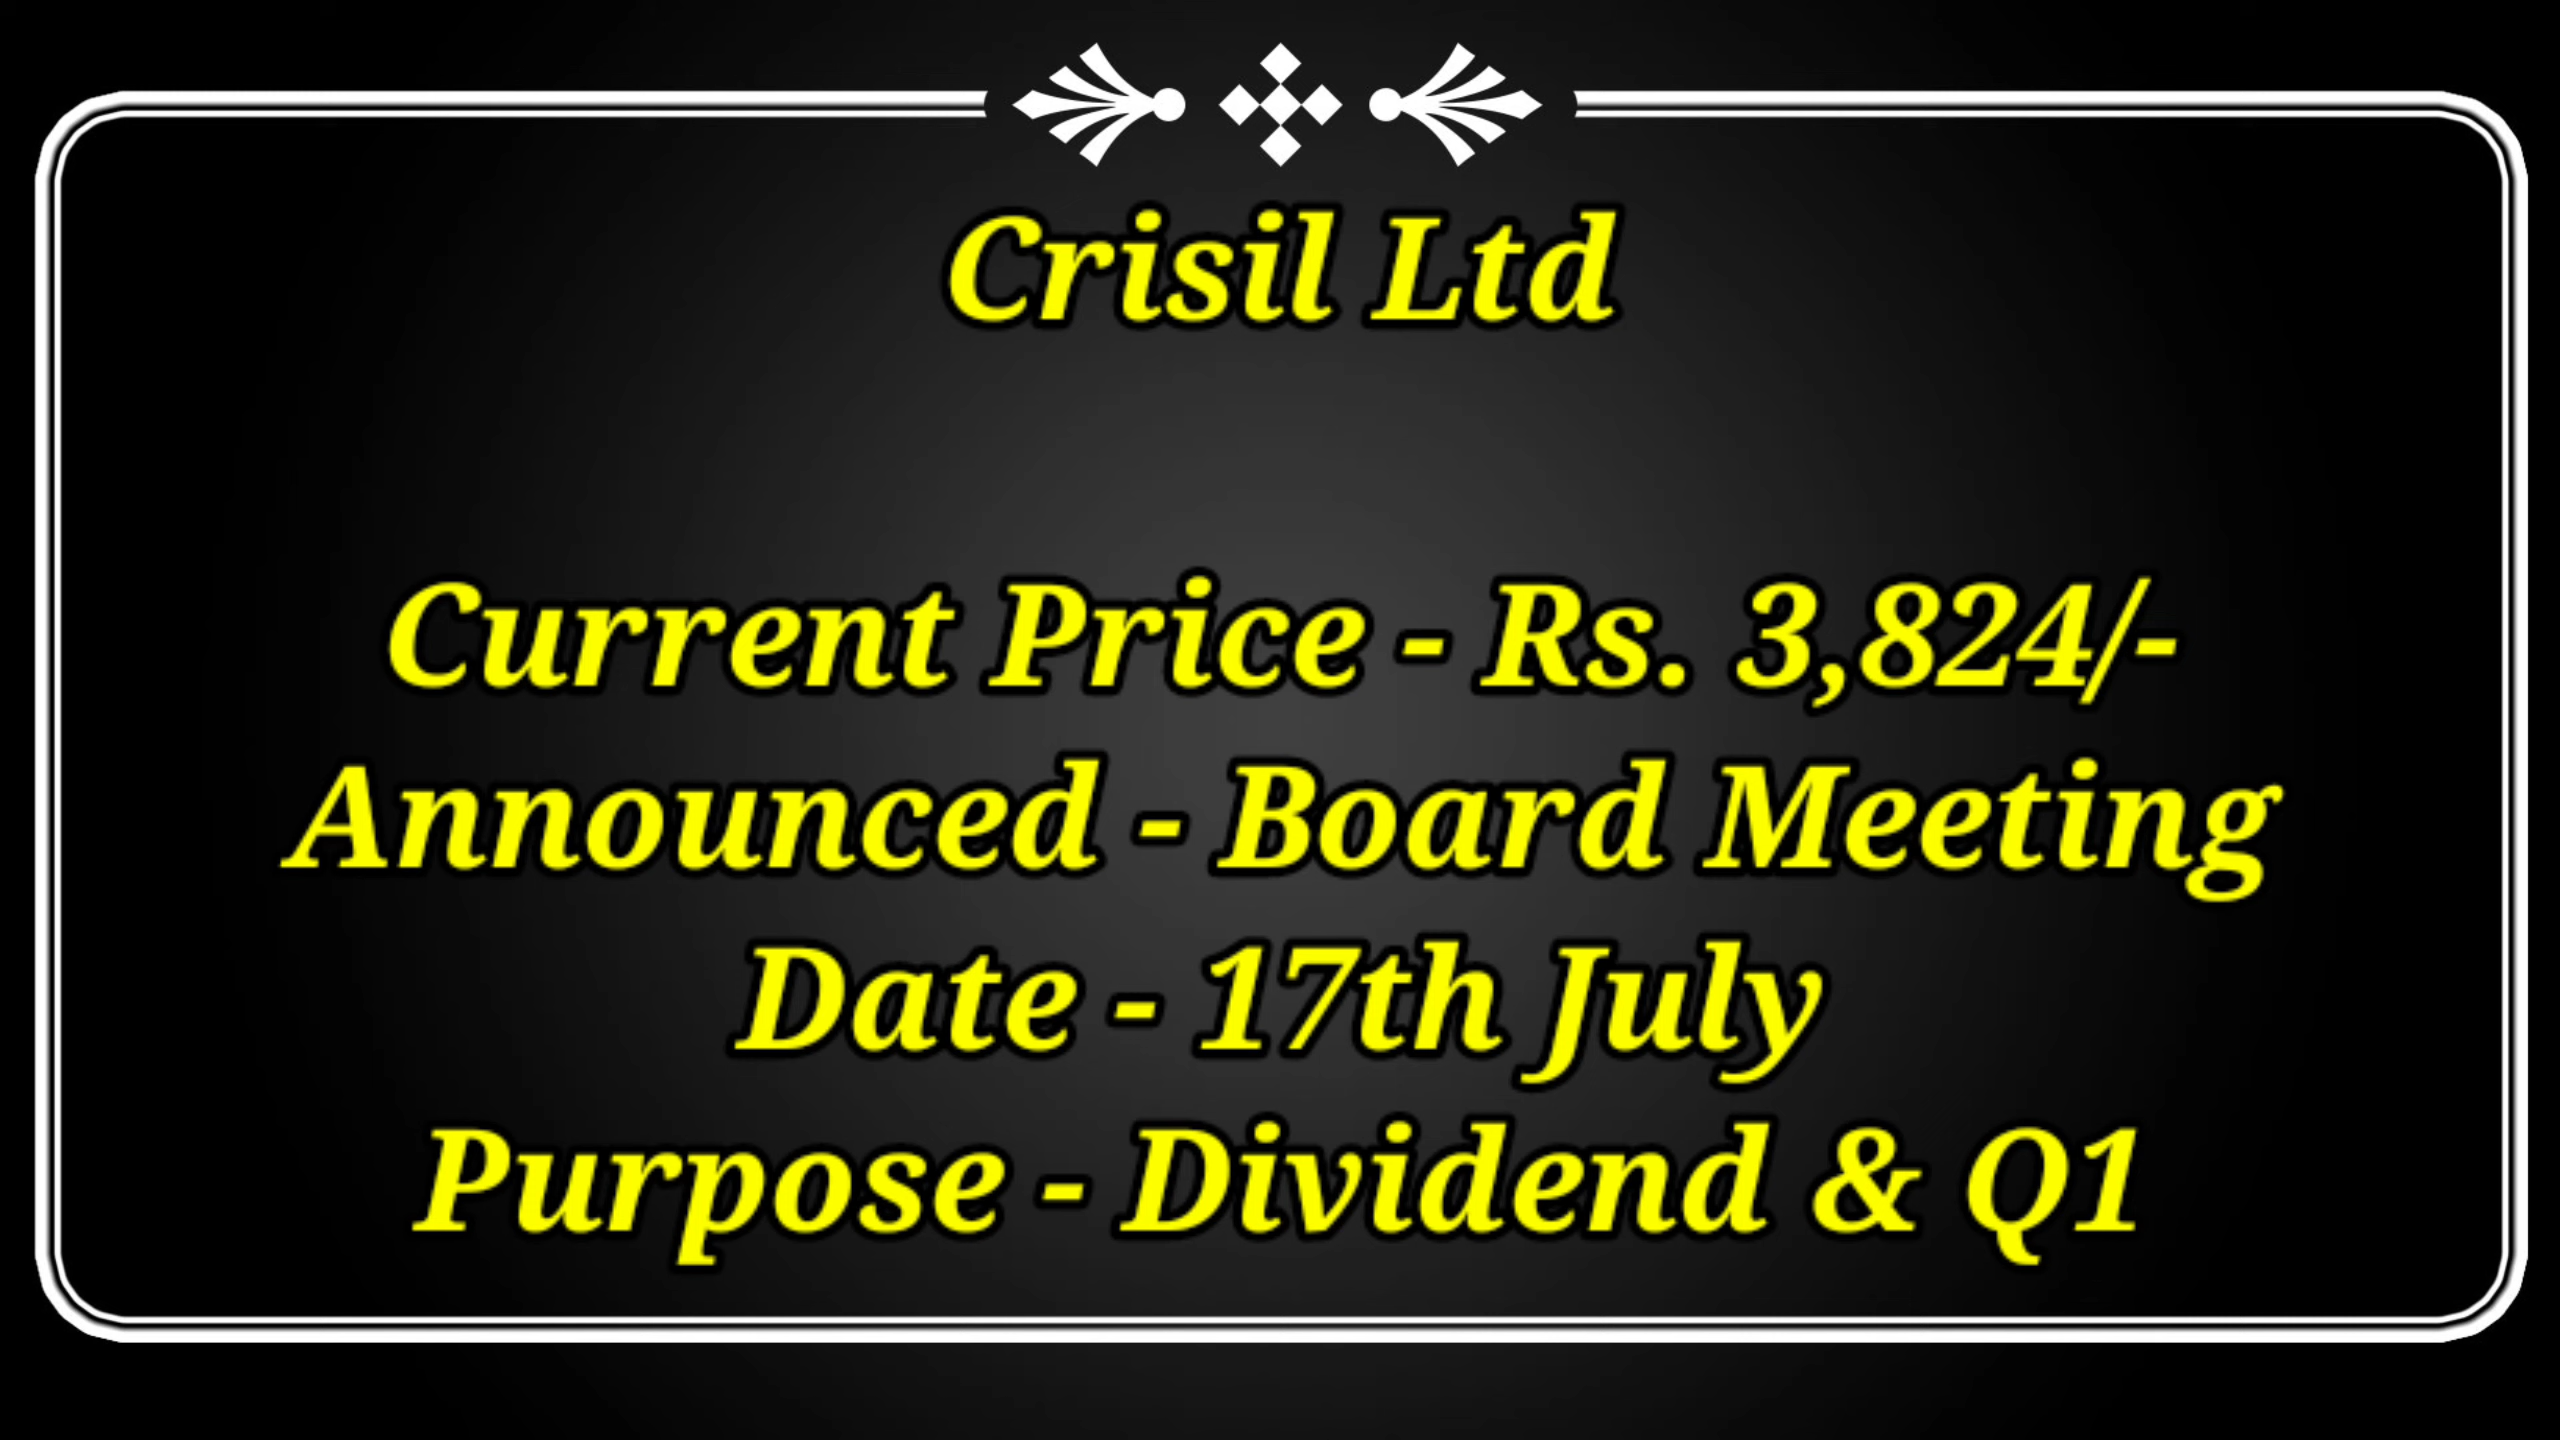 Crisil Ltd
Current Price - Rs. 3,824/-
Announced - Board Meeting
Date - 17th July
Purpose - Dividend & Q1